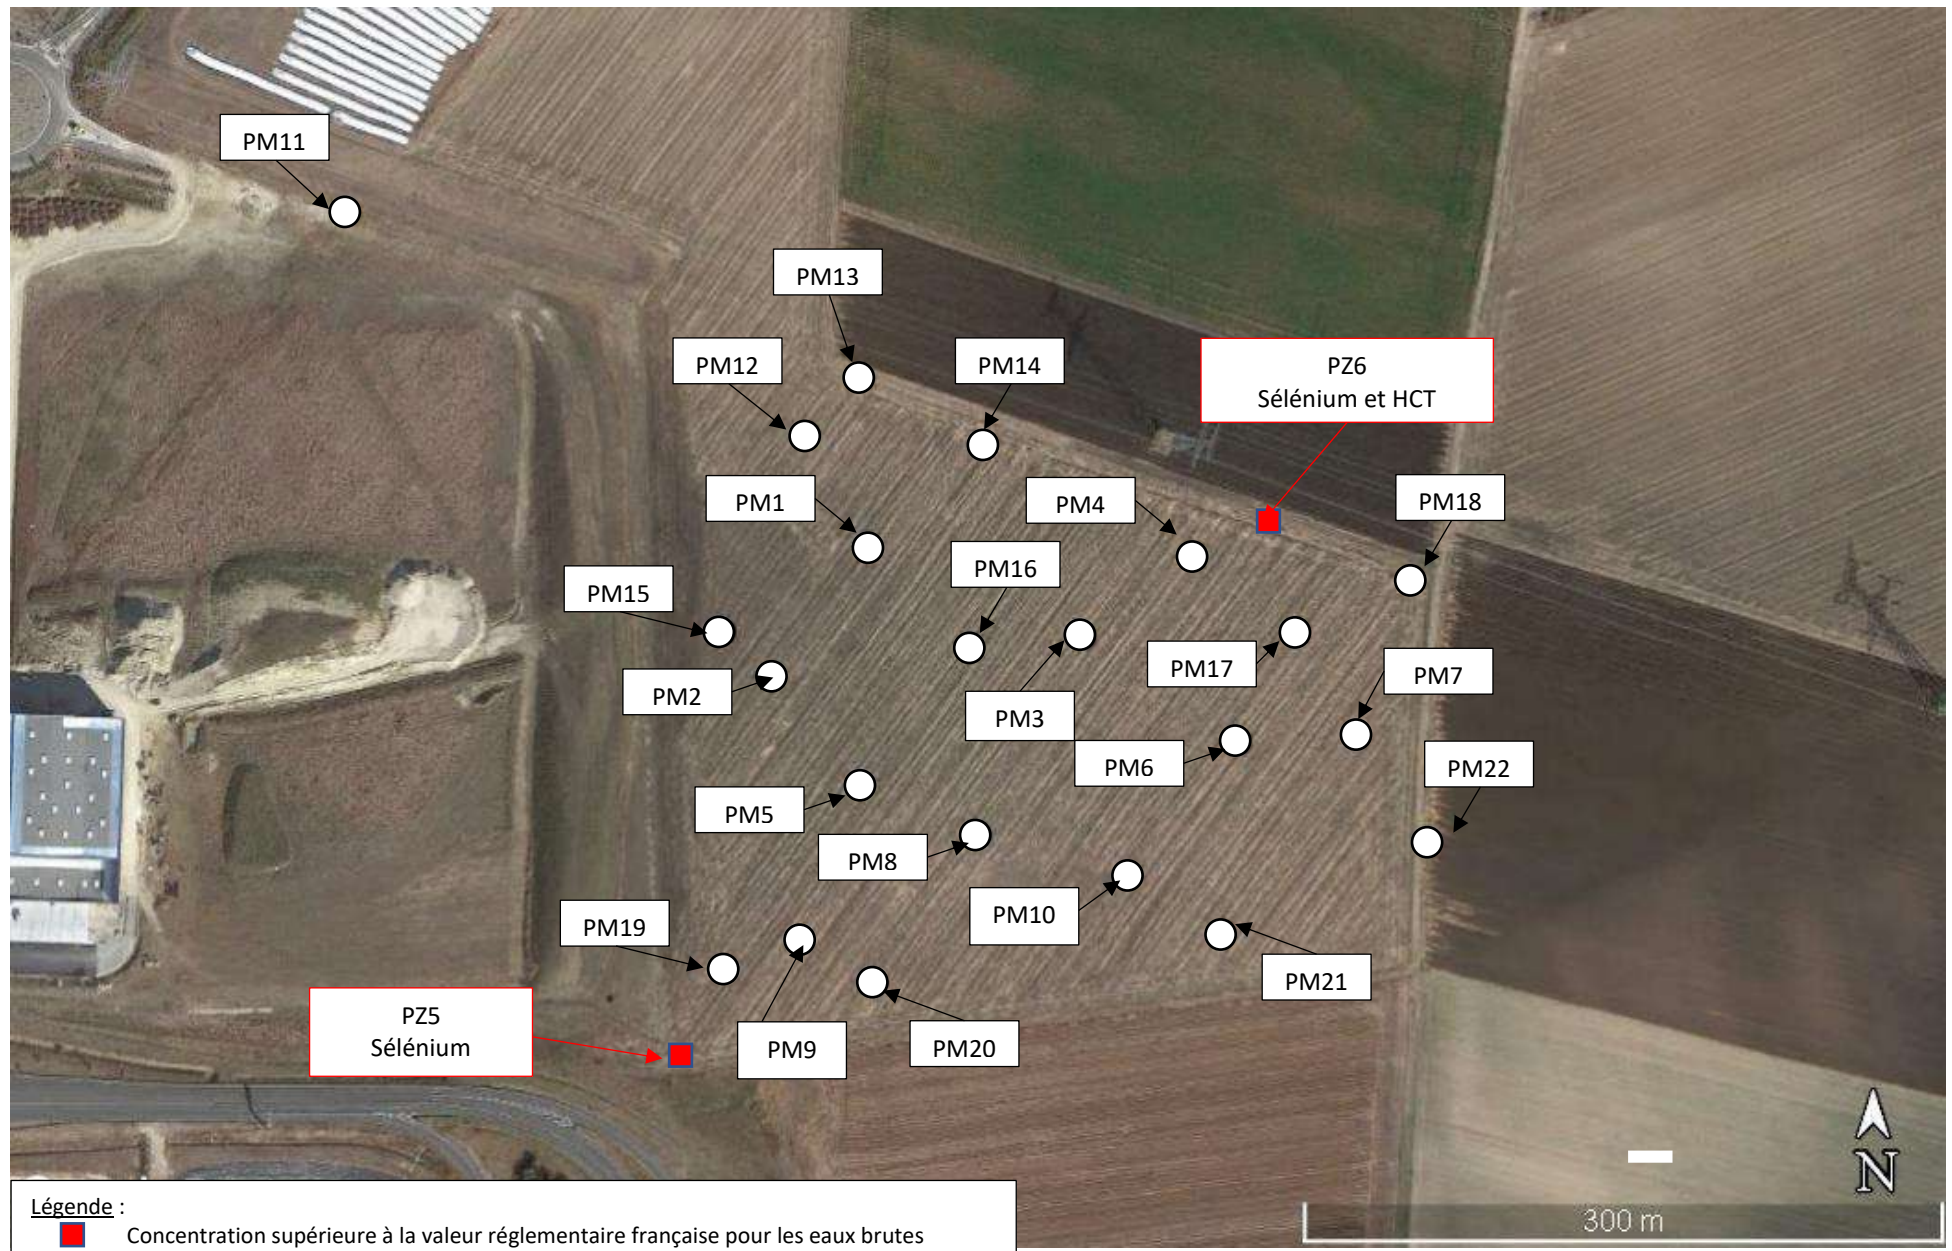 PM11
PM13
PM12
PM14
PZ6
Sélénium et HCT
PM1
PM4
PM18
PM16
PM15
PM17
PM2
PM7
PM3
PM6
PM22
PM5
PM8
PM10
PM19
PM21
PZ5
Sélénium
PM9
PM20
N
300 m
Légende :
Concentration supérieure à la valeur réglementaire française pour les eaux brutes